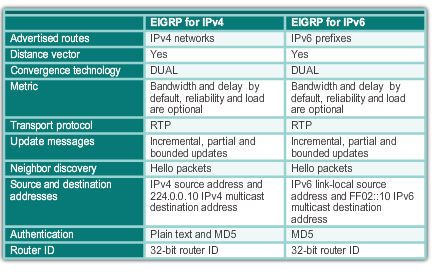 EIGRP for IPv4 EIGRP for IPv6
Advertised routes IPv4 networks IPv6 prefixes
Distance vector Yes Yes
Convergence technology DUAL DUAL
Metric Bandwidth and delay by Bandwidth and delay by
default, reliability and load default, reliability and load
are optional are optional
Transport protocol RTP RTP
Update messages Incremental, partial and Incremental, partial and
bounded updates bounded updates
Neighbor discovery Hello packets Hello packets
Source and destination IPv4 source address and IPv6 link-local source
addresses 224.0.0.10 IPv4 multicast address and FF02::10 IPv6
destination address multicast destination
address
Authentication Plain text and MD5 MD5
Router ID 32-bit router ID 32-bit router ID